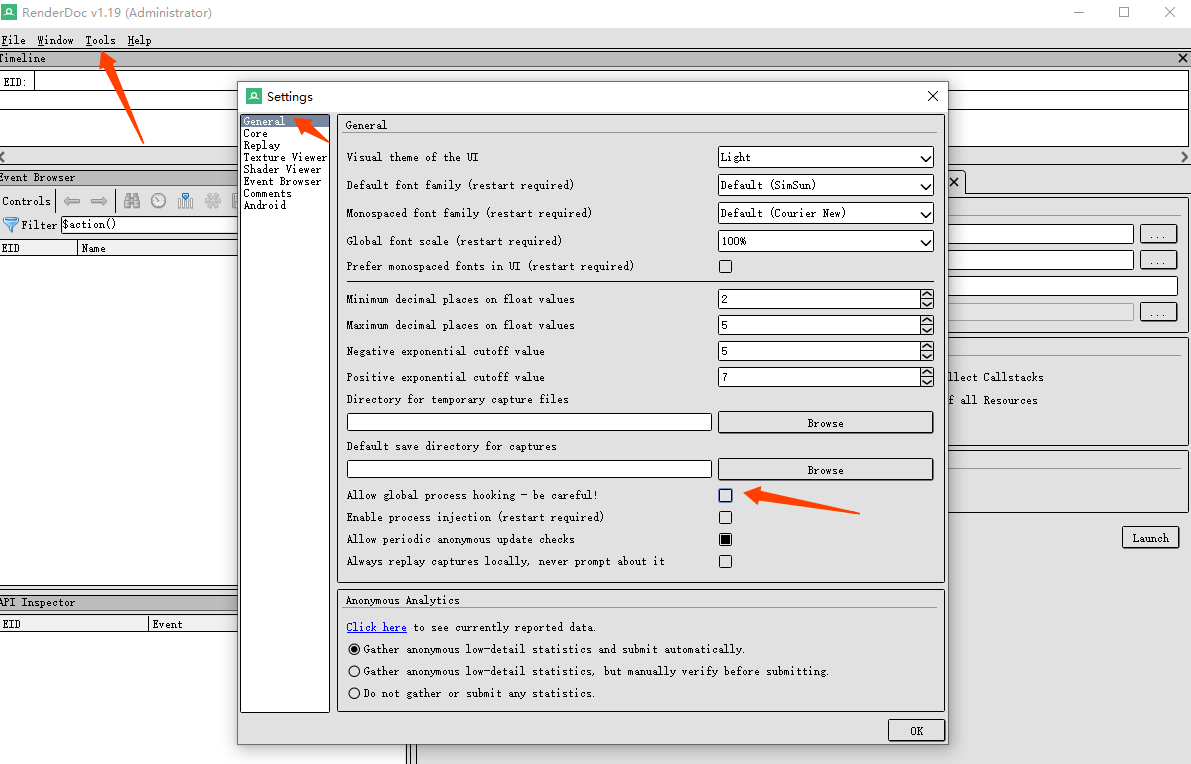 RenderDoc v1.19 (Administrator)
File Window Tools Help
Timeline
EID:
Event Browser
Controls
Filter $action()
EID Name
API Inspector
EID Event
Settings
General
Core
Replay
Texture Viewer
Shader Viewer
Event Browser
Comments
Android
General
Visual theme of the UI Light
Default font family (restart required) Default (SimSun)
Monospaced font family (restart required) Default (Courier New)
Global font scale (restart required) 100%
Prefer monospaced fonts in UI (restart required)
Minimum decimal places on float values 2
Maximum decimal places on float values 5
Negative exponential cutoff value 5
Positive exponential cutoff value 7
Directory for temporary capture files
Browse
Default save directory for captures
Browse
Allow global process hooking - be careful!
Enable process injection (restart required)
Allow periodic anonymous update checks
Always replay captures locally, never prompt about it
Anonymous Analytics
Click here to see currently reported data.
Gather anonymous low-detail statistics and submit automatically.
Gather anonymous low-detail statistics, but manually verify before submitting.
Do not gather or submit any statistics.
OK
...
...
...
Callstacks
all Resources
Launch